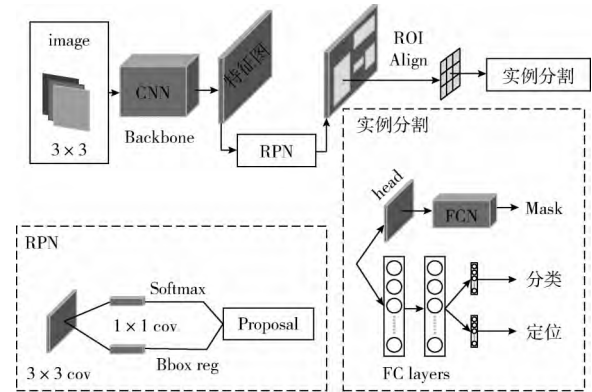 image
3 × 3
CNN
Backbone
特征图
RPN
ROI
Align
实例分割
实例分割
head
FCN
Mask
FC layers
分类
定位
RPN
3 × 3 cov
Softmax
1 × 1 cov
Bbox reg
Proposal